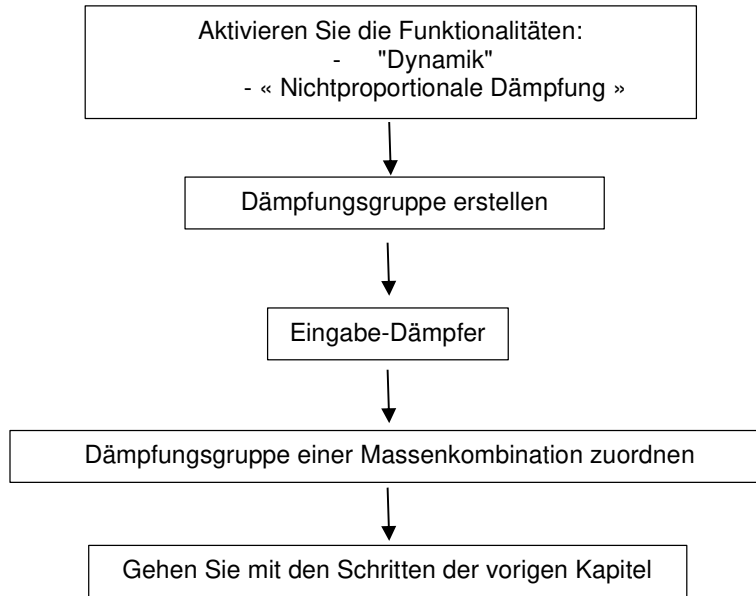 Aktivieren Sie die Funktionalitäten:
- "Dynamik"
- « Nichtproportionale Dämpfung »
Dämpfungsgruppe erstellen
Eingabe-Dämpfer
Dämpfungsgruppe einer Massenkombination zuordnen
Gehen Sie mit den Schritten der vorigen Kapitel